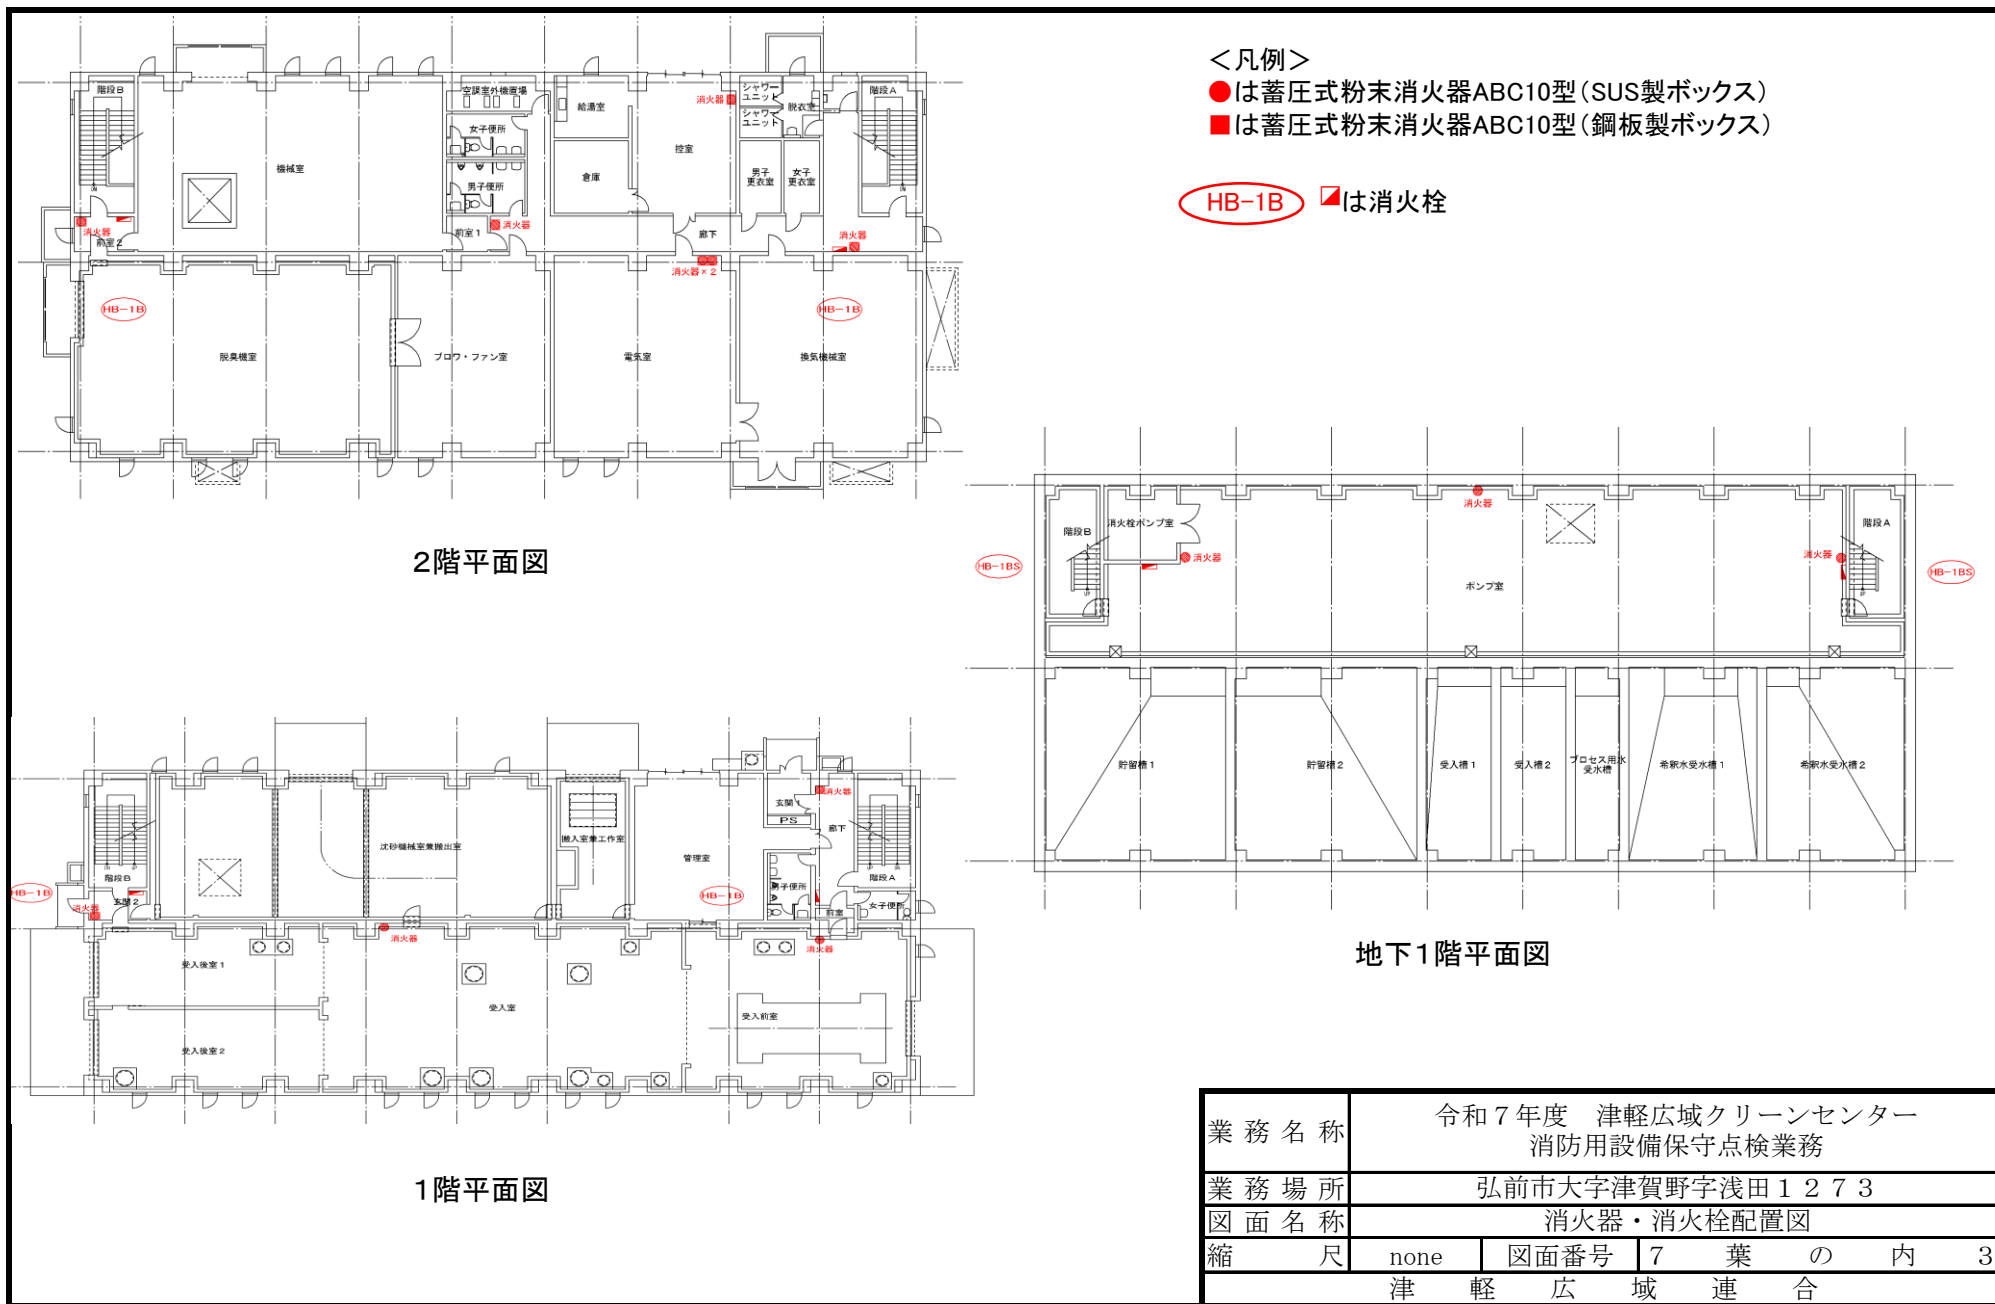 ＜凡例＞
●は蓄圧式粉末消火器ABC10型(SUS製ボックス)
■は蓄圧式粉末消火器ABC10型(鋼板製ボックス)
HB-1B は消火栓
階段B
空調室外機置場
給湯室
消火器
シャワー
ユニット
脱衣室
階段A
シャワー
ユニット
女子便所
機械室
倉庫
控室
男子
更衣室
女子
更衣室
男子便所
DN
消火器
前室2
前室1
消火器
廊下
消火器
消火器×2
HB-1B
HB-1B
脱臭機室
ブロワ・ファン室
電気室
換気機械室
2階平面図
消火器
階段B
消火栓ポンプ室
階段A
消火器
消火器
HB-1BS
HB-1BS
ポンプ室
UP
UP
貯留槽1
貯留槽2
受入槽1
受入槽2
プロセス用水
受水槽
希釈水受水槽1
希釈水受水槽2
地下1階平面図
消火器
玄関1
PS
廊下
沈砂機械室兼搬出室
搬入室兼工作室
管理室
階段B
階段A
HB-1B
HB-1B
男子便所
玄関2
消火器
女子便所
前室
消火器
消火器
受入後室1
受入室
受入前室
受入後室2
1階平面図
業務名称 令和7年度 津軽広域クリーンセンター
消防用設備保守点検業務
業務場所 弘前市大字津賀野字浅田1273
図面名称 消火器・消火栓配置図
縮尺 none 図面番号 7葉の内3
津軽広域連合